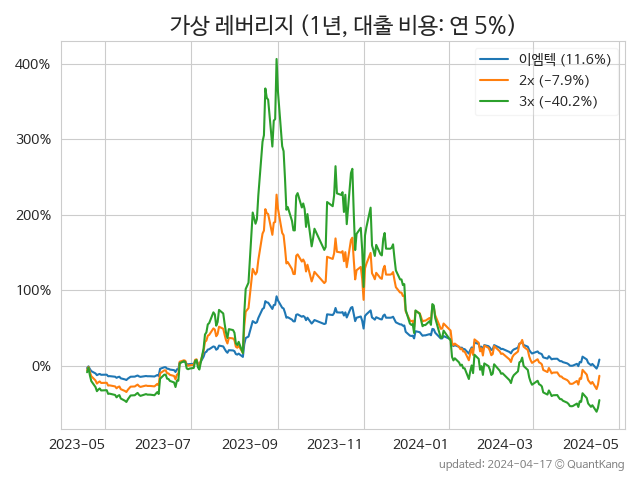 가상 레버리지 (1년, 대출 비용: 연 5%)
이엠텍 (11.6%)
2x (-7.9%)
3x (-40.2%)
400%
300%
200%
100%
0%
2023-05 2023-07 2023-09 2023-11 2024-01 2024-03 2024-05
updated: 2024-04-17 © QuantKang